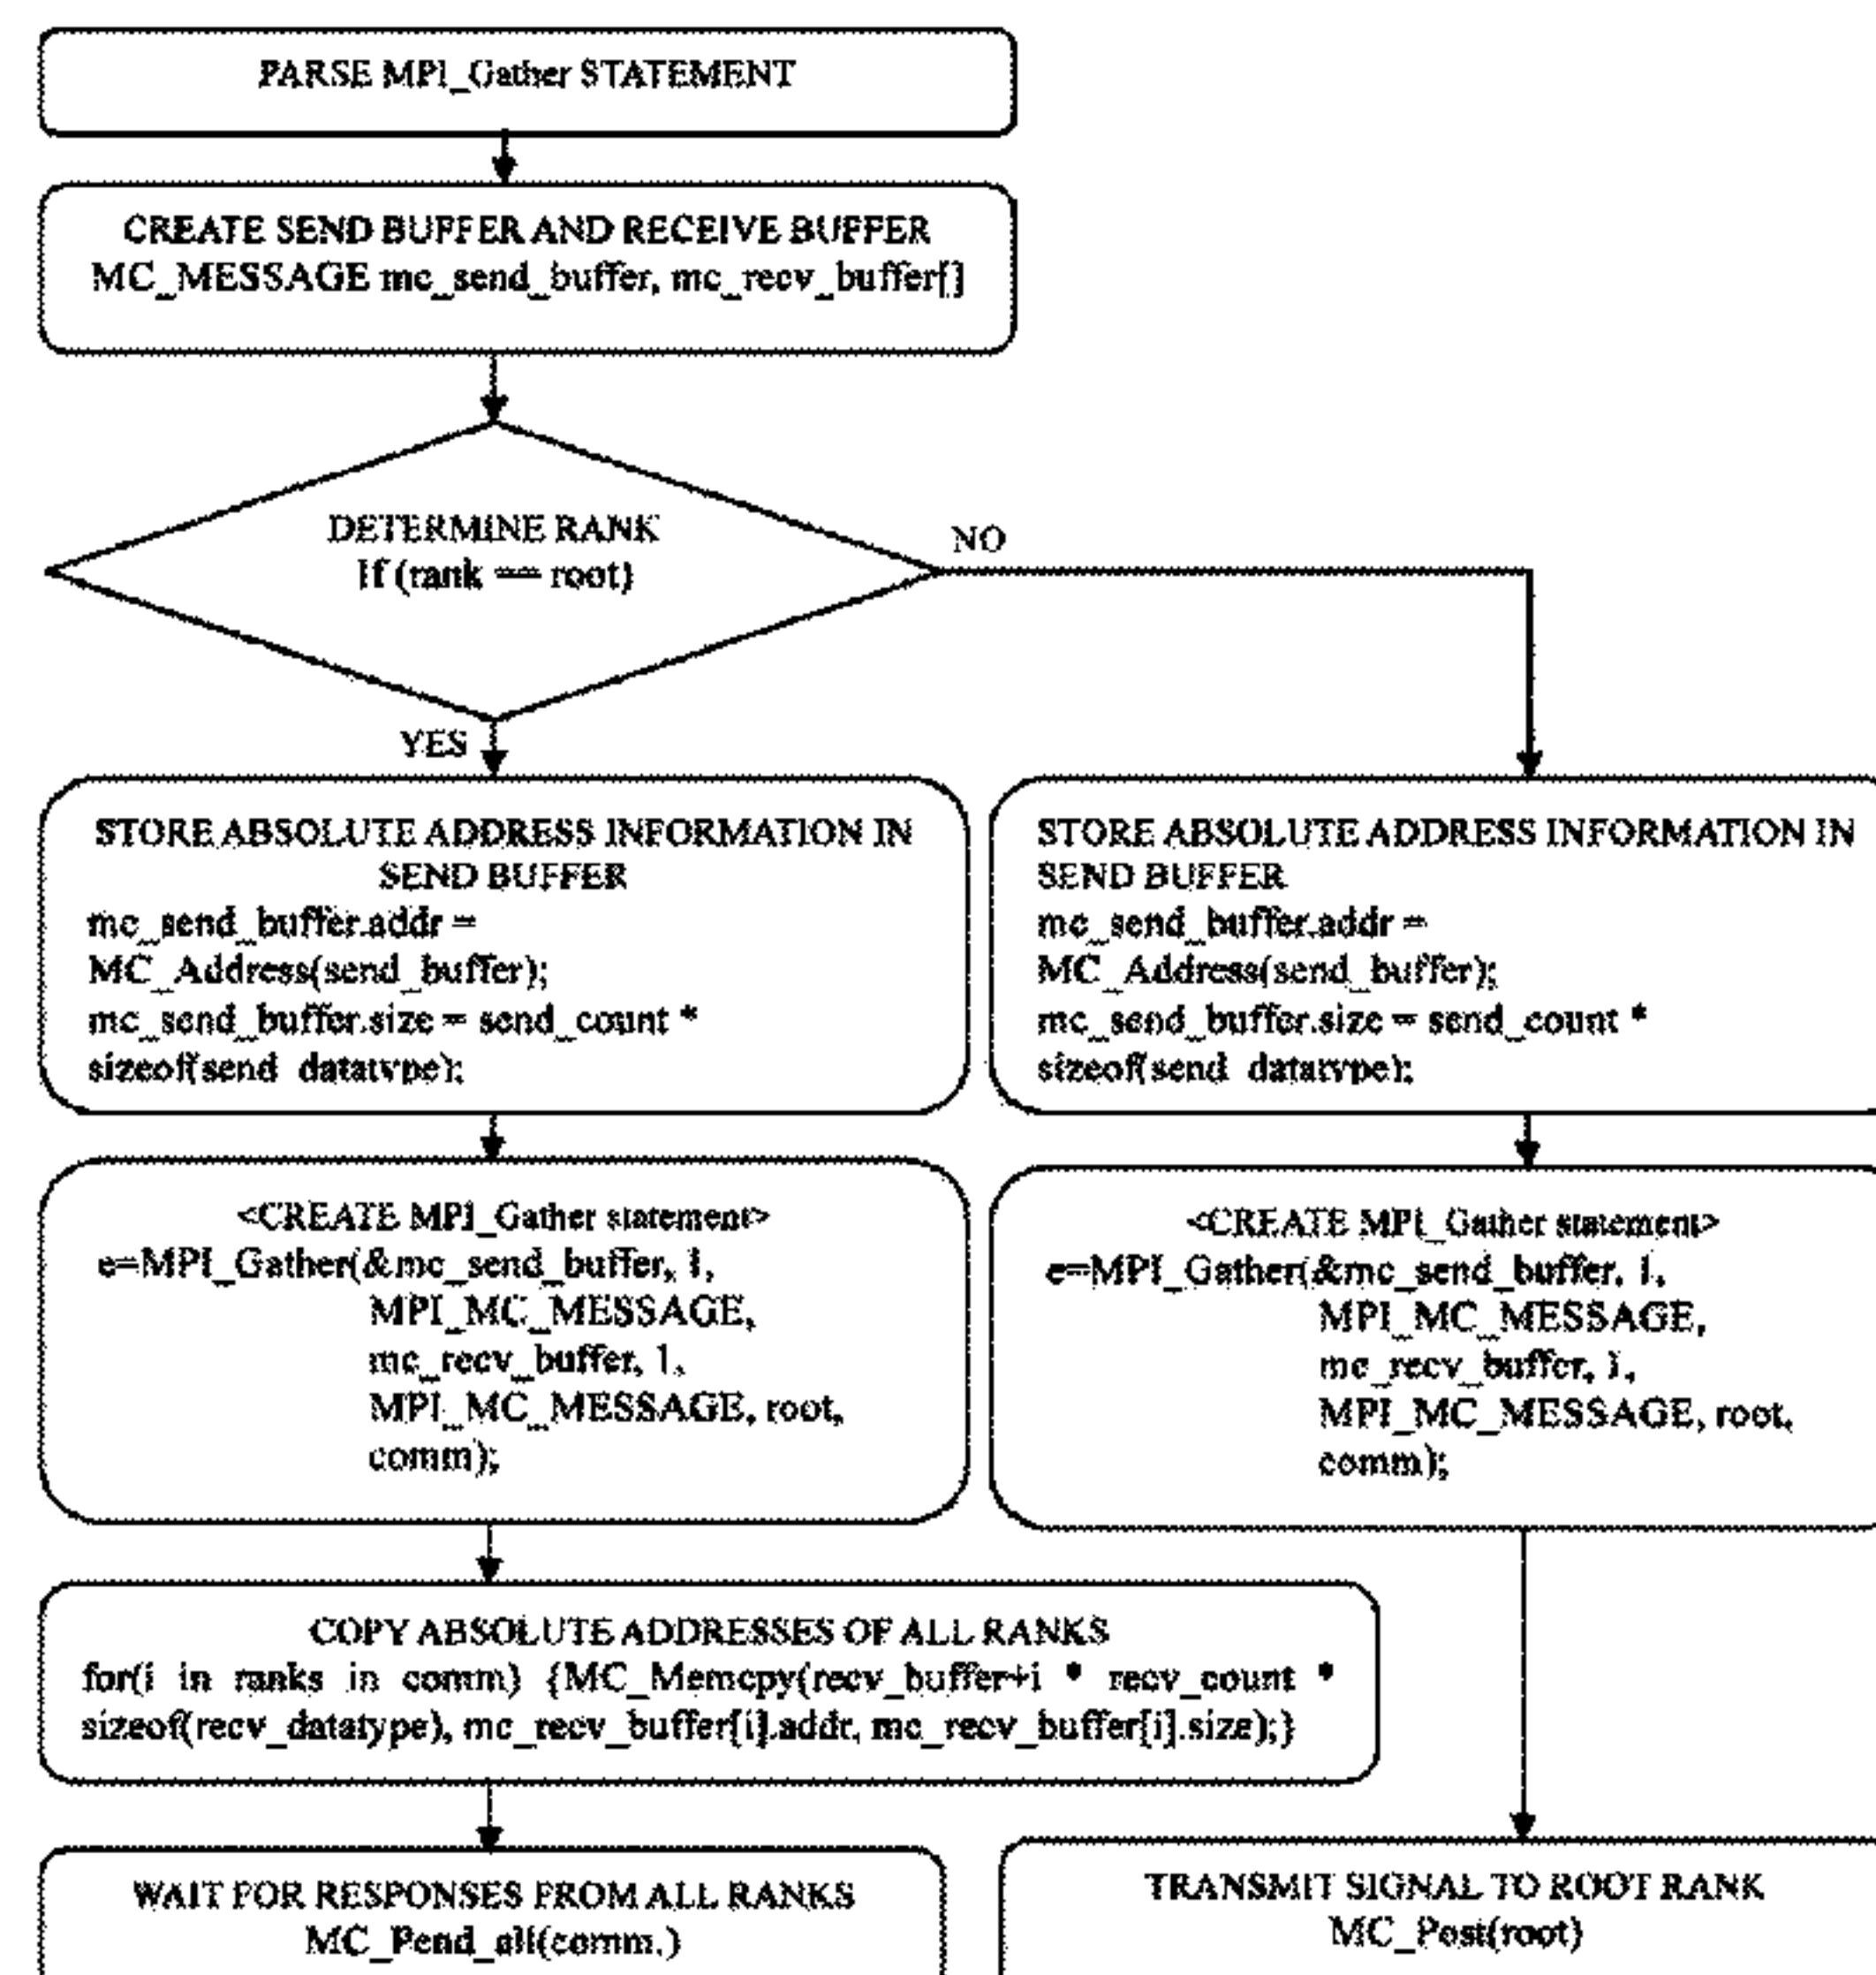 PARSE MPI_Gather STATEMENT
CREATE SEND BUFFER AND RECEIVE BUFFER
MC_MESSAGE mc_send_buffer, mc_recv_buffer[]
DETERMINE RANK
If (rank == root)
NO
YES
STORE ABSOLUTE ADDRESS INFORMATION IN
SEND BUFFER
mc_send_buffer.addr =
MC_Address(send_buffer);
mc_send_buffer.size = send_count *
sizeof(send_datatype);
STORE ABSOLUTE ADDRESS INFORMATION IN
SEND BUFFER
mc_send_buffer.addr =
MC_Address(send_buffer);
mc_send_buffer.size = send_count *
sizeof(send_datatype);
<CREATE MPI_Gather statement>
e=MPI_Gather(&mc_send_buffer, 1,
MPI_MC_MESSAGE,
mc_recv_buffer, 1,
MPI_MC_MESSAGE, root,
comm);
<CREATE MPI_Gather statement>
e=MPI_Gather(&mc_send_buffer, 1,
MPI_MC_MESSAGE,
mc_recv_buffer, 1,
MPI_MC_MESSAGE, root,
comm);
COPY ABSOLUTE ADDRESSES OF ALL RANKS
for(i in ranks in comm) {MC_Memcpy(recv_buffer+i * recv_count *
sizeof(recv_datatype), mc_recv_buffer[i].addr, mc_recv_buffer[i].size);}
WAIT FOR RESPONSES FROM ALL RANKS
MC_Pend_all(comm.)
TRANSMIT SIGNAL TO ROOT RANK
MC_Post(root)